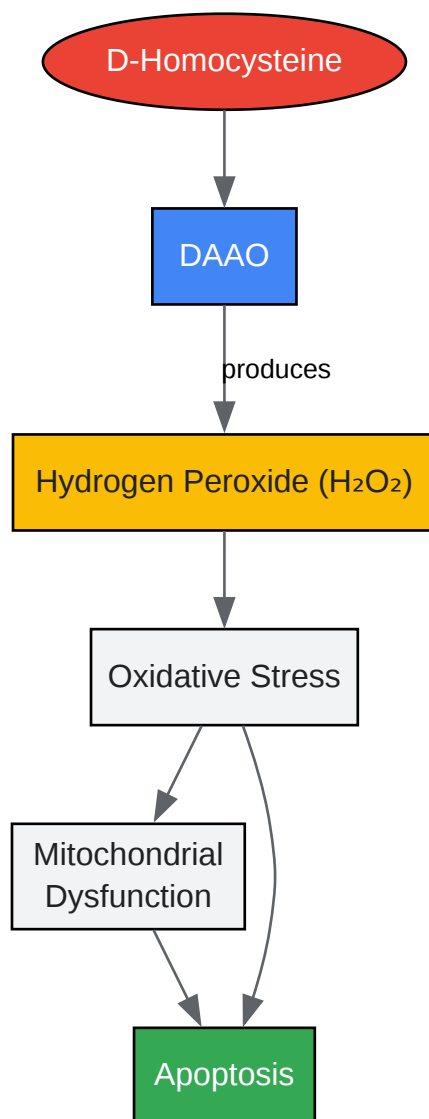 D-Homocysteine
DAAO
produces
Hydrogen Peroxide (H₂O₂)
Oxidative Stress
Mitochondrial
Dysfunction
Apoptosis